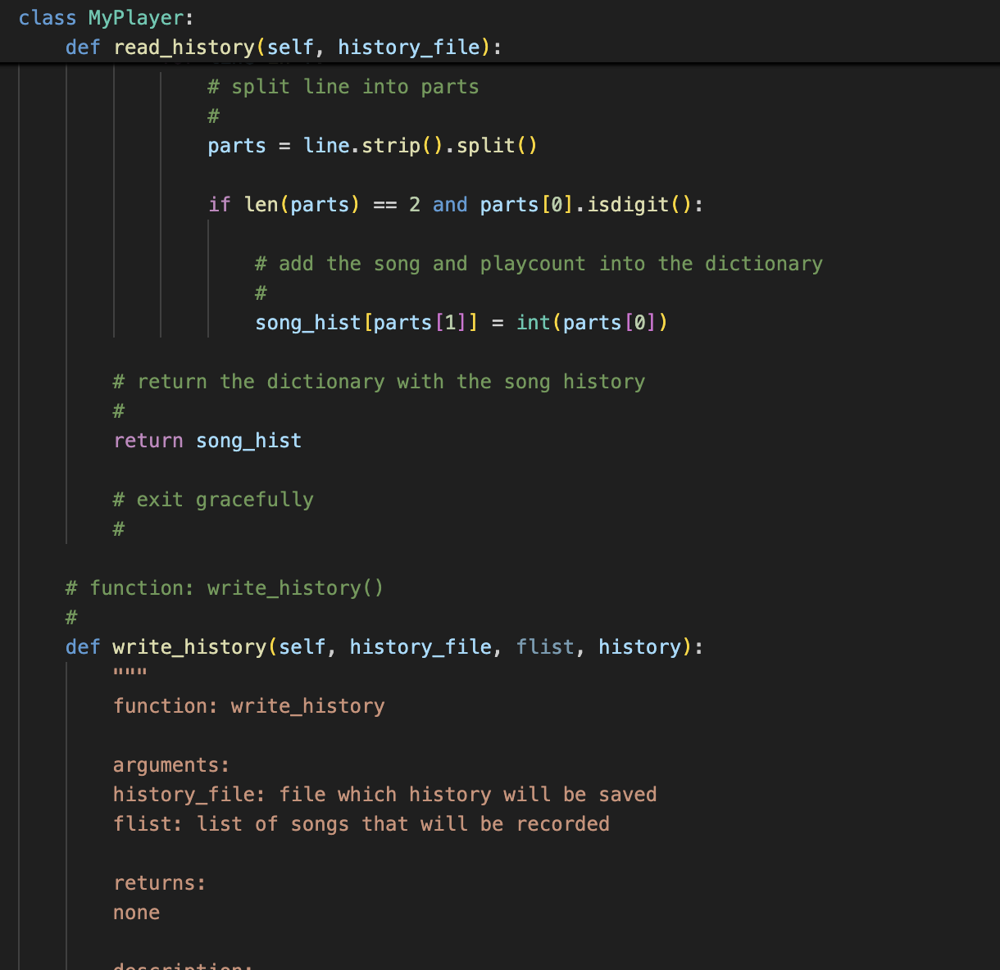 class MyPlayer:
    def read_history(self, history_file):
                # split line into parts
                #
                parts = line.strip().split()

                if len(parts) == 2 and parts[0].isdigit():

                    # add the song and playcount into the dictionary
                    #
                    song_hist[parts[1]] = int(parts[0])

        # return the dictionary with the song history
        #
        return song_hist

        # exit gracefully
        #

    # function: write_history()
    #
    def write_history(self, history_file, flist, history):
        """
        function: write_history

        arguments:
        history_file: file which history will be saved
        flist: list of songs that will be recorded

        returns:
        none

        description: